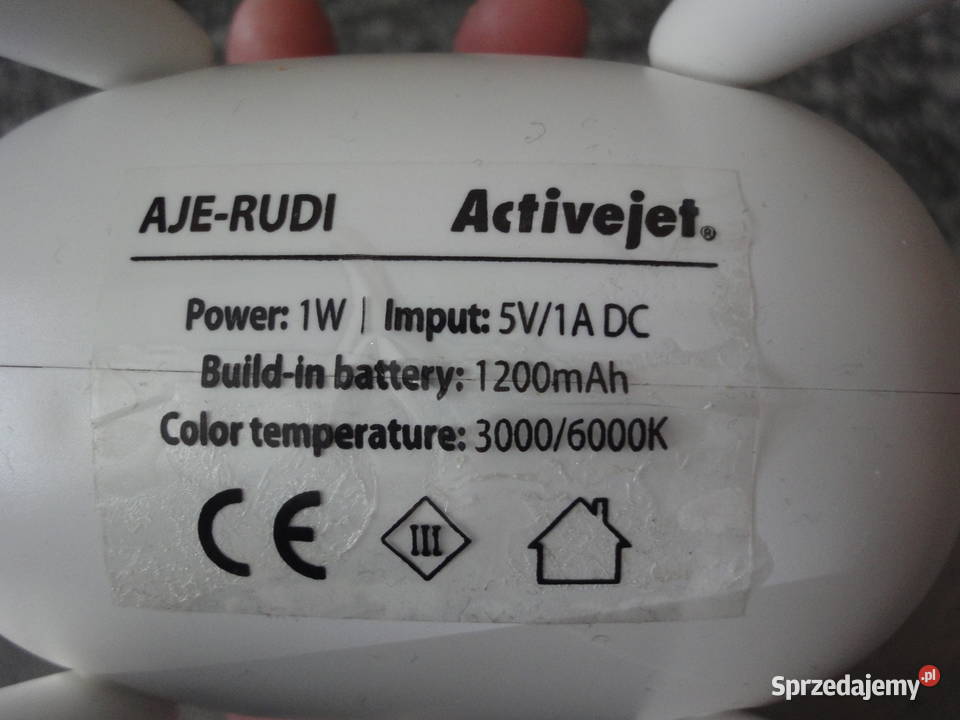 AJE-RUDI Activejet®
Power: 1W | Imput: 5V/1A DC
Build-in battery: 1200mAh
Color temperature: 3000/6000K
CE III
Sprzedajemy.pl